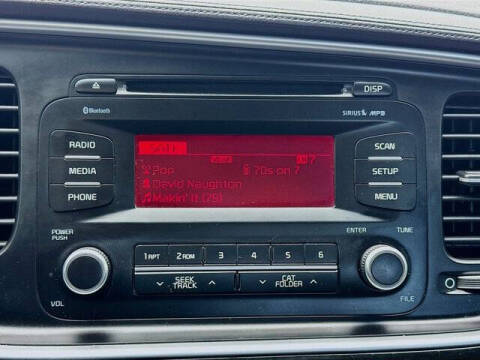 DISP
Bluetooth
SIRIUS MP3
RADIO
MEDIA
PHONE
Pop
70s on 7
David Naughton
Makin' It (79)
SCAN
SETUP
MENU
POWER
PUSH
VOL
1 RPT
2 RDM
3
4
5
6
SEEK
TRACK
CAT
FOLDER
ENTER
TUNE
FILE